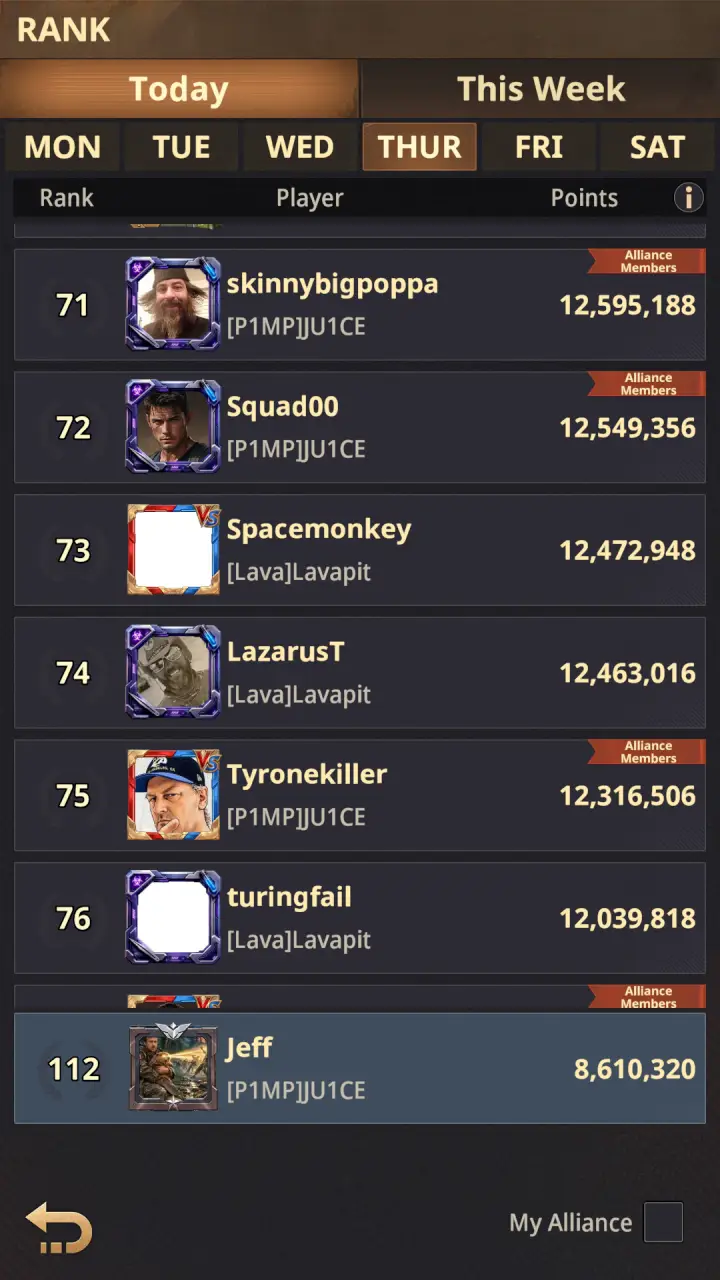 RANK
Today
This Week
MON
TUE
WED
THUR
FRI
SAT
Rank
Player
Points
i
Alliance
Members
71
skinnybigpoppa
[P1MP]JU1CE
12,595,188
Alliance
Members
72
Squad00
[P1MP]JU1CE
12,549,356
73
VS
Spacemonkey
[Lava]Lavapit
12,472,948
74
LazarusT
[Lava]Lavapit
12,463,016
Alliance
Members
75
VS
Tyronekiller
[P1MP]JU1CE
12,316,506
76
turingfail
[Lava]Lavapit
12,039,818
VS
Alliance
Members
112
Jeff
[P1MP]JU1CE
8,610,320
My Alliance